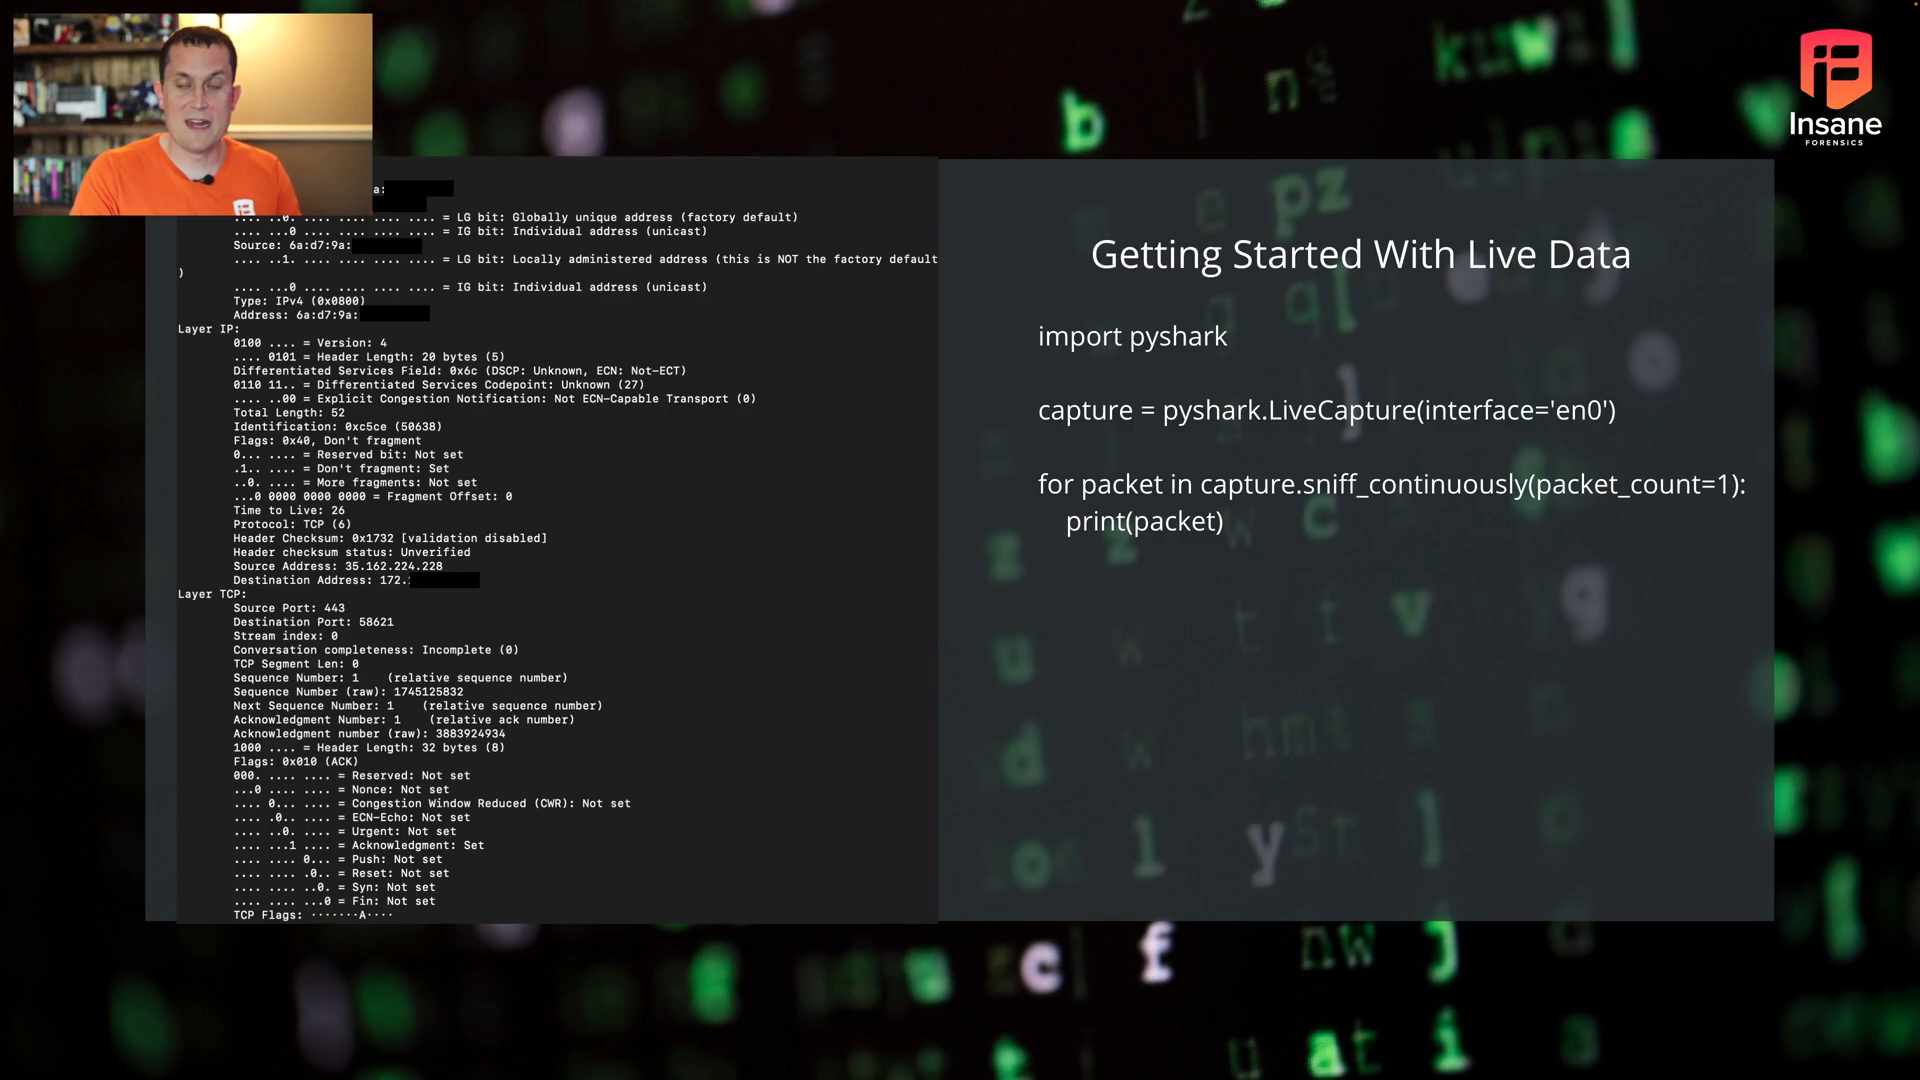 Insane
FORENSICS
a:
.... ..0. .... .... .... .... = LG bit: Globally unique address (factory default)
.... ...0 .... .... .... .... = IG bit: Individual address (unicast)
Source: 6a:d7:9a:
.... ..1. .... .... .... .... = LG bit: Locally administered address (this is NOT the factory default
)
.... ...0 .... .... .... .... = IG bit: Individual address (unicast)
Type: IPv4 (0x0800)
Address: 6a:d7:9a:
Layer IP:
0100 .... = Version: 4
.... 0101 = Header Length: 20 bytes (5)
Differentiated Services Field: 0x6c (DSCP: Unknown, ECN: Not-ECT)
0110 11.. = Differentiated Services Codepoint: Unknown (27)
.... ..00 = Explicit Congestion Notification: Not ECN-Capable Transport (0)
Total Length: 52
Identification: 0xc5ce (50638)
Flags: 0x40, Don't fragment
0... .... = Reserved bit: Not set
.1.. .... = Don't fragment: Set
..0. .... = More fragments: Not set
...0 0000 0000 0000 = Fragment Offset: 0
Time to Live: 26
Protocol: TCP (6)
Header Checksum: 0x1732 [validation disabled]
Header checksum status: Unverified
Source Address: 35.162.224.228
Destination Address: 172.
Layer TCP:
Source Port: 443
Destination Port: 58621
Stream index: 0
Conversation completeness: Incomplete (0)
TCP Segment Len: 0
Sequence Number: 1    (relative sequence number)
Sequence Number (raw): 1745125832
Next Sequence Number: 1    (relative sequence number)
Acknowledgment Number: 1    (relative ack number)
Acknowledgment number (raw): 3883924934
1000 .... = Header Length: 32 bytes (8)
Flags: 0x010 (ACK)
000. .... .... = Reserved: Not set
...0 .... .... = Nonce: Not set
.... 0... .... = Congestion Window Reduced (CWR): Not set
.... .0.. .... = ECN-Echo: Not set
.... ..0. .... = Urgent: Not set
.... ...1 .... = Acknowledgment: Set
.... .... 0... = Push: Not set
.... .... .0.. = Reset: Not set
.... .... ..0. = Syn: Not set
.... .... ...0 = Fin: Not set
TCP Flags: ·······A····
Getting Started With Live Data
import pyshark
capture = pyshark.LiveCapture(interface='en0')
for packet in capture.sniff_continuously(packet_count=1):
print(packet)